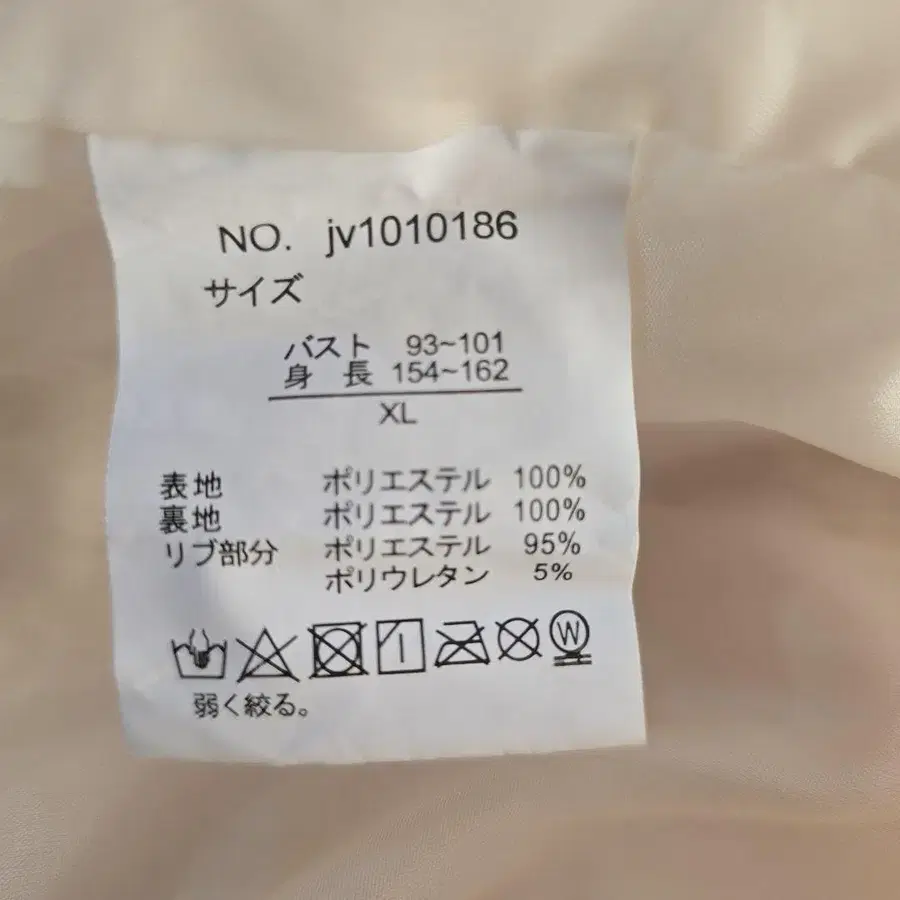 NO. jv1010186
サイズ
バスト 93~101
身 長 154~162
XL
表地 ポリエステル 100%
裏地 ポリエステル 100%
リブ部分 ポリエステル 95%
ポリウレタン 5%
W
弱く絞る。